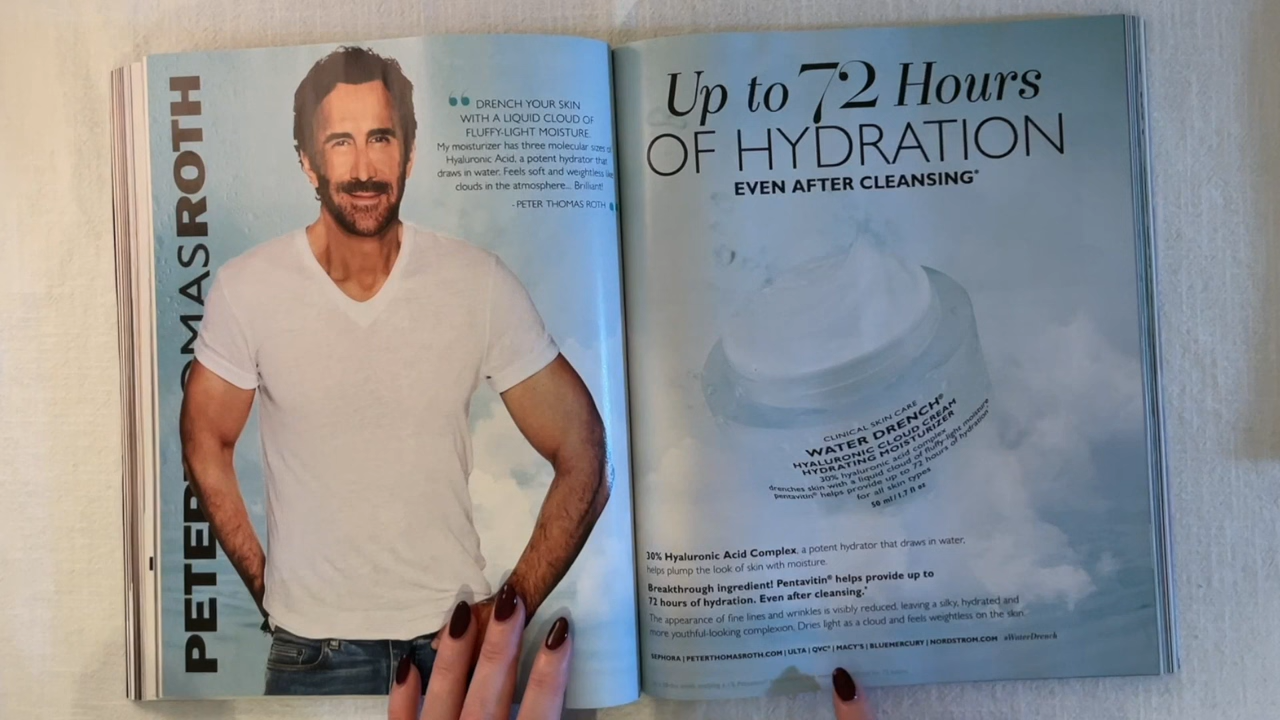 PETER THOMAS ROTH
DRENCH YOUR SKIN
WITH A LIQUID CLOUD OF
FLUFFY-LIGHT MOISTURE.
My moisturizer has three molecular sizes of
Hyaluronic Acid, a potent hydrator that
draws in water. Feels soft and weightless like
clouds in the atmosphere... Brilliant!
- PETER THOMAS ROTH
Up to 72 Hours
OF HYDRATION
EVEN AFTER CLEANSING*
CLINICAL SKIN CARE
WATER DRENCH®
HYALURONIC CLOUD CREAM
HYDRATING MOISTURIZER
30% hyaluronic acid complex
drenches skin with a liquid cloud of fluffy-light moisture
pentavitin® helps provide up to 72 hours of hydration*
for all skin types
50 ml/1.7 fl oz
30% Hyaluronic Acid Complex, a potent hydrator that draws in water,
helps plump the look of skin with moisture.
Breakthrough ingredient! Pentavitin® helps provide up to
72 hours of hydration. Even after cleansing.*
The appearance of fine lines and wrinkles is visibly reduced, leaving a silky, hydrated and
more youthful-looking complexion. Dries light as a cloud and feels weightless on the skin.
SEPHORA | PETERTHOMASROTH.COM | ULTA | QVC® | MACY'S | BLUEMERCURY | NORDSTROM.COM #WaterDrench